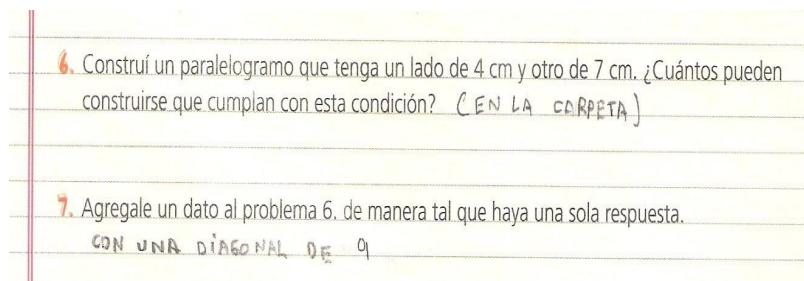 6. Construí un paralelogramo que tenga un lado de 4 cm y otro de 7 cm. ¿Cuántos pueden
construirse que cumplan con esta condición? (EN LA CARPETA)
7. Agregale un dato al problema 6. de manera tal que haya una sola respuesta.
CON UNA DIAGONAL DE 9